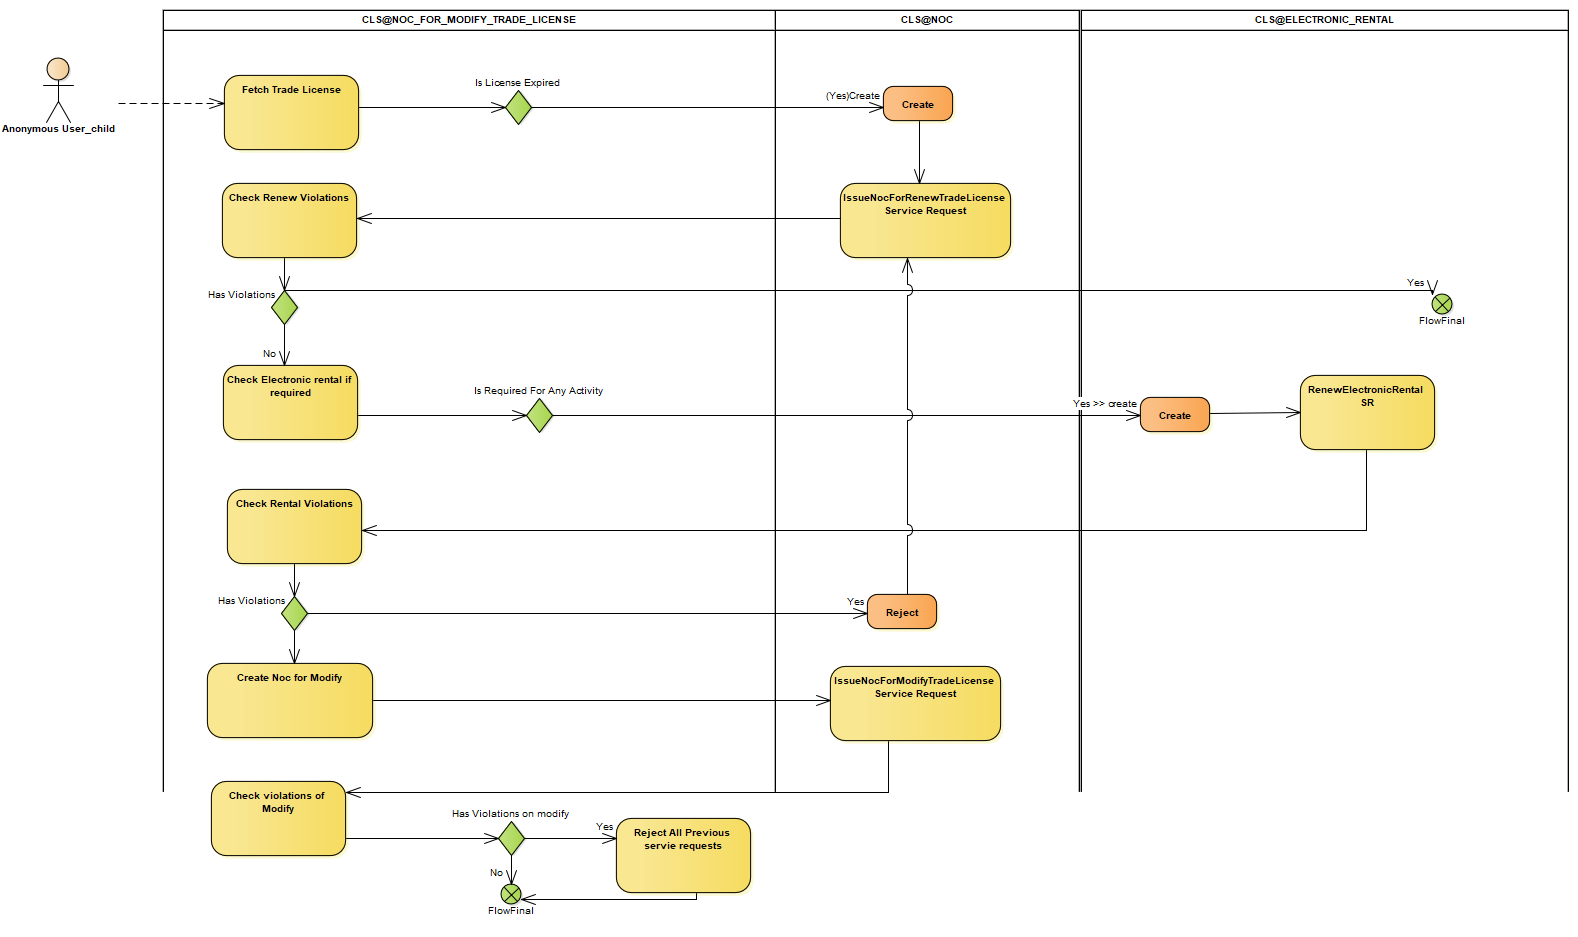 CLS@NOC_FOR_MODIFY_TRADE_LICENSE
CLS@NOC
CLS@ELECTRONIC_RENTAL
Anonymous User_child
Fetch Trade License
Is License Expired
(Yes)Create
Create
Check Renew Violations
IssueNocForRenewTradeLicense
Service Request
Has Violations
Yes
FlowFinal
No
Check Electronic rental if
required
Is Required For Any Activity
Yes >> create
Create
RenewElectronicRental
SR
Check Rental Violations
Has Violations
Yes
Reject
Create Noc for Modify
IssueNocForModifyTradeLicense
Service Request
Check violations of
Modify
Has Violations on modify
Yes
Reject All Previous
servie requests
No
FlowFinal